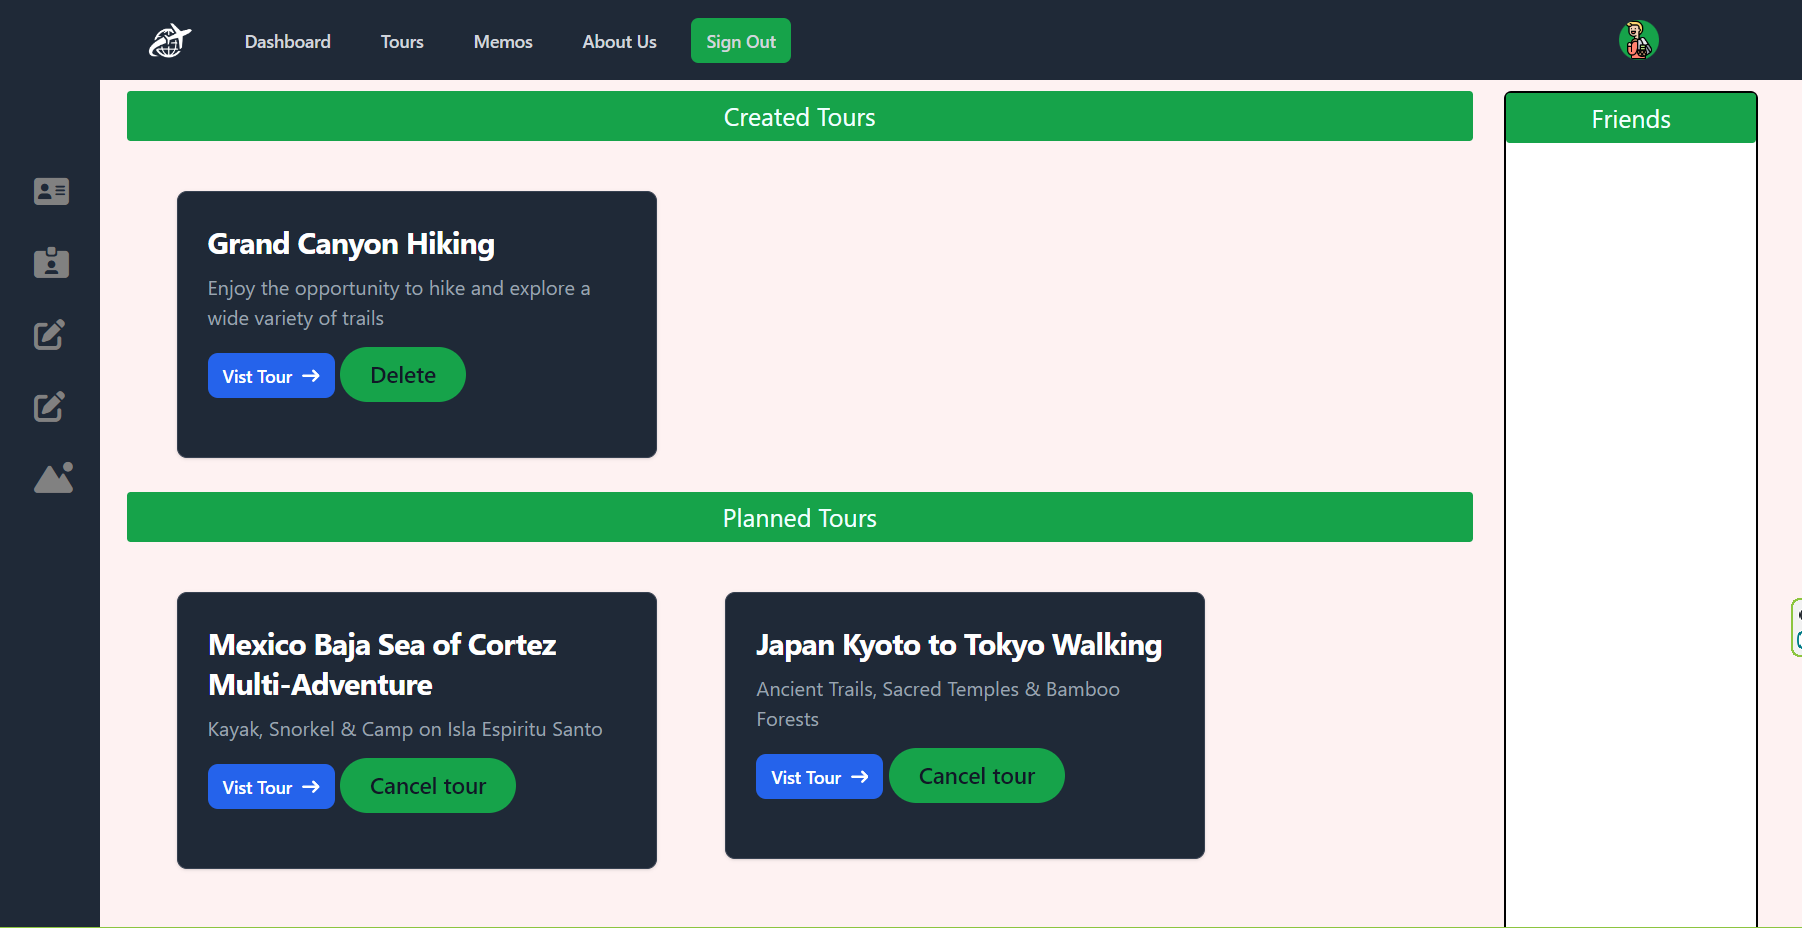 Dashboard
Tours
Memos
About Us
Sign Out
Created Tours
Grand Canyon Hiking
Enjoy the opportunity to hike and explore a
wide variety of trails
Vist Tour
Delete
Planned Tours
Mexico Baja Sea of Cortez
Multi-Adventure
Kayak, Snorkel & Camp on Isla Espiritu Santo
Vist Tour
Cancel tour
Japan Kyoto to Tokyo Walking
Ancient Trails, Sacred Temples & Bamboo
Forests
Vist Tour
Cancel tour
Friends